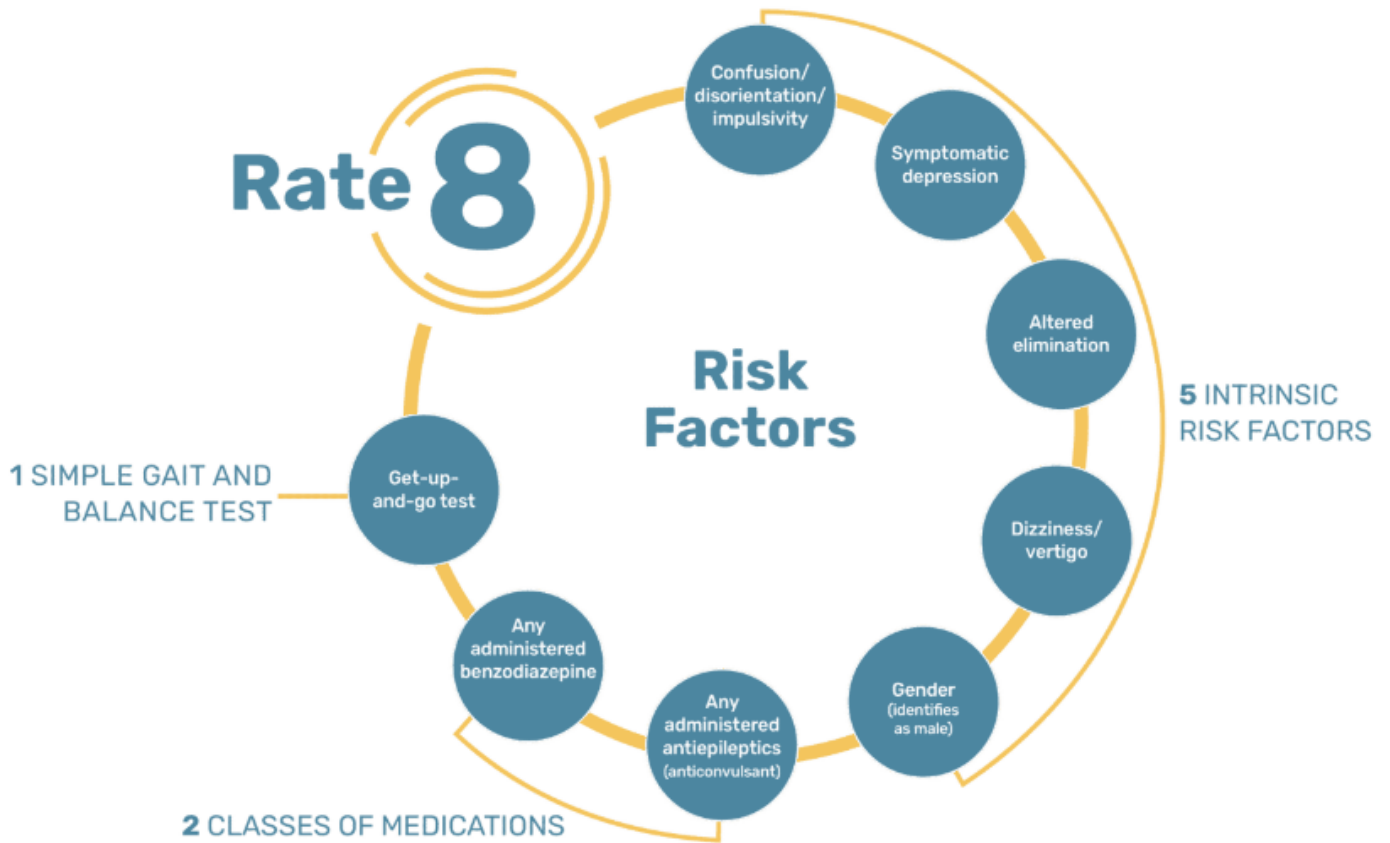 Rate 8
Risk
Factors
Confusion/
disorientation/
impulsivity
Symptomatic
depression
Altered
elimination
Dizziness/
vertigo
Gender
(identifies
as male)
5 INTRINSIC
RISK FACTORS
Any
administered
antiepileptics
(anticonvulsant)
Any
administered
benzodiazepine
2 CLASSES OF MEDICATIONS
Get-up-
and-go test
1 SIMPLE GAIT AND
BALANCE TEST